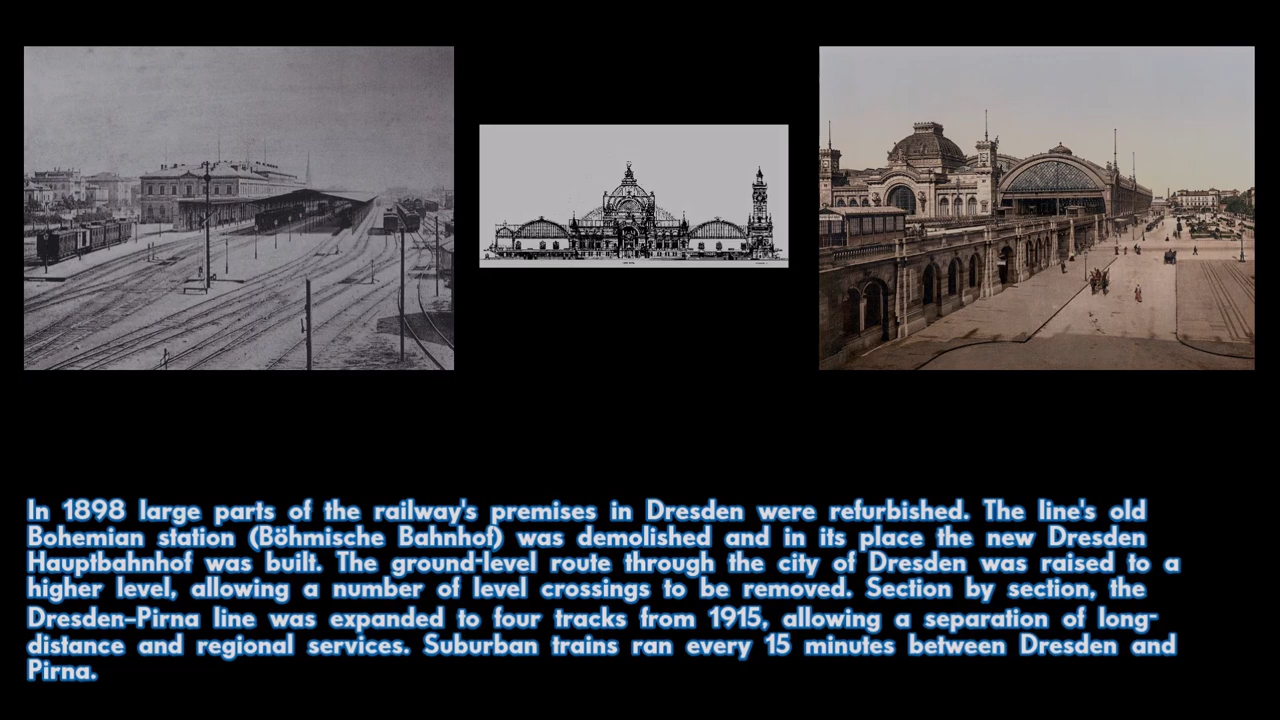 In 1898 large parts of the railway's premises in Dresden were refurbished. The line's old
Bohemian station (Böhmische Bahnhof) was demolished and in its place the new Dresden
Hauptbahnhof was built. The ground-level route through the city of Dresden was raised to a
higher level, allowing a number of level crossings to be removed. Section by section, the
Dresden–Pirna line was expanded to four tracks from 1915, allowing a separation of long-
distance and regional services. Suburban trains ran every 15 minutes between Dresden and
Pirna.